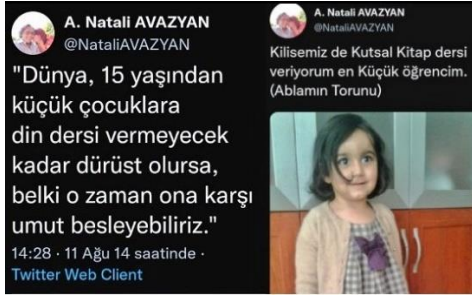 A. Natali AVAZYAN
@NataliAVAZYAN
"Dünya, 15 yaşından
küçük çocuklara
din dersi vermeyecek
kadar dürüst olursa,
belki o zaman ona karşı
umut besleyebiliriz."
14:28 · 11 Ağu 14 saatinde ·
Twitter Web Client
A. Natali AVAZYAN
@NataliAVAZYAN
Kilisemiz de Kutsal Kitap dersi
veriyorum en Küçük öğrencim.
(Ablamın Torunu)